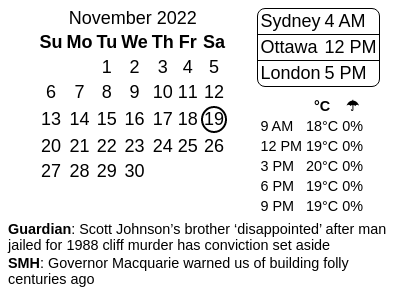 November 2022
Su Mo Tu We Th Fr Sa
1 2 3 4 5
6 7 8 9 10 11 12
13 14 15 16 17 18 19
20 21 22 23 24 25 26
27 28 29 30
Sydney 4 AM
Ottawa 12 PM
London 5 PM
°C ☂
9 AM 18°C 0%
12 PM 19°C 0%
3 PM 20°C 0%
6 PM 19°C 0%
9 PM 19°C 0%
Guardian: Scott Johnson’s brother ‘disappointed’ after man
jailed for 1988 cliff murder has conviction set aside
SMH: Governor Macquarie warned us of building folly
centuries ago